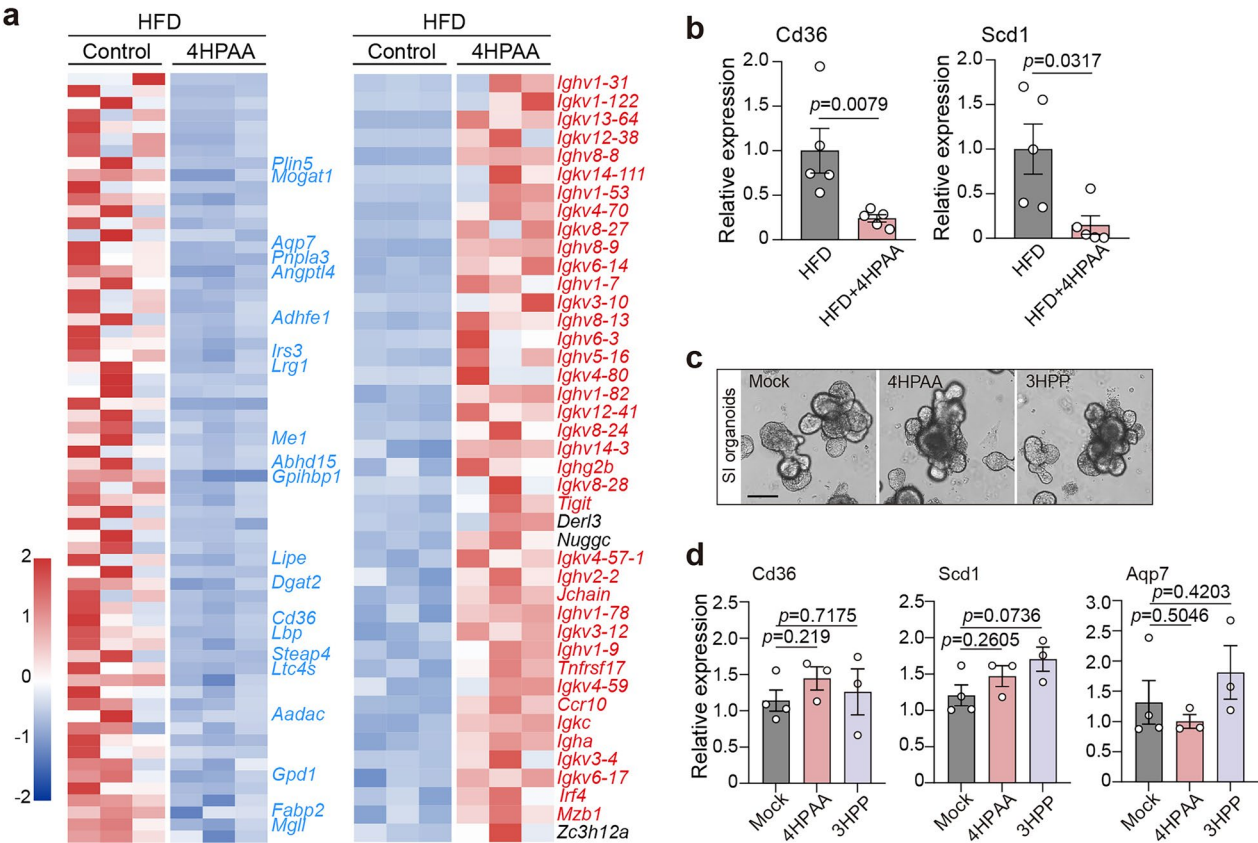 a
HFD
Control
4HPAA
Plin5
Mogat1
Aqp7
Pnpla3
Angptl4
Adhfe1
Irs3
Lrg1
Me1
Abhd15
Gpihbp1
Lipe
Dgat2
Cd36
Lbp
Steap4
Ltc4s
Aadac
Gpd1
Fabp2
Mgll
2
1
0
-1
-2
HFD
Control
4HPAA
Ighv1-31
Igkv1-122
Igkv13-64
Igkv12-38
Ighv8-8
Igkv14-111
Ighv1-53
Igkv4-70
Igkv8-27
Ighv8-9
Igkv6-14
Ighv1-7
Igkv3-10
Ighv8-13
Ighv6-3
Ighv5-16
Igkv4-80
Ighv1-82
Igkv12-41
Igkv8-24
Ighv14-3
Ighg2b
Igkv8-28
Tigit
Derl3
Nuggc
Igkv4-57-1
Ighv2-2
Jchain
Ighv1-78
Igkv3-12
Ighv1-9
Tnfrsf17
Igkv4-59
Ccr10
Igkc
Igha
Igkv3-4
Igkv6-17
Irf4
Mzb1
Zc3h12a
b
Cd36
Relative expression
2.0
1.5
1.0
0.5
0
p=0.0079
HFD
HFD+4HPAA
Scd1
Relative expression
2.0
1.5
1.0
0.5
0
p=0.0317
HFD
HFD+4HPAA
c
SI organoids
Mock
4HPAA
3HPP
d
Cd36
Relative expression
2.5
2.0
1.5
1.0
0.5
0
p=0.7175
p=0.219
Mock
4HPAA
3HPP
Scd1
2.5
2.0
1.5
1.0
0.5
0
p=0.0736
p=0.2605
Mock
4HPAA
3HPP
Aqp7
3.0
2.5
2.0
1.5
1.0
0.5
0
p=0.4203
p=0.5046
Mock
4HPAA
3HPP